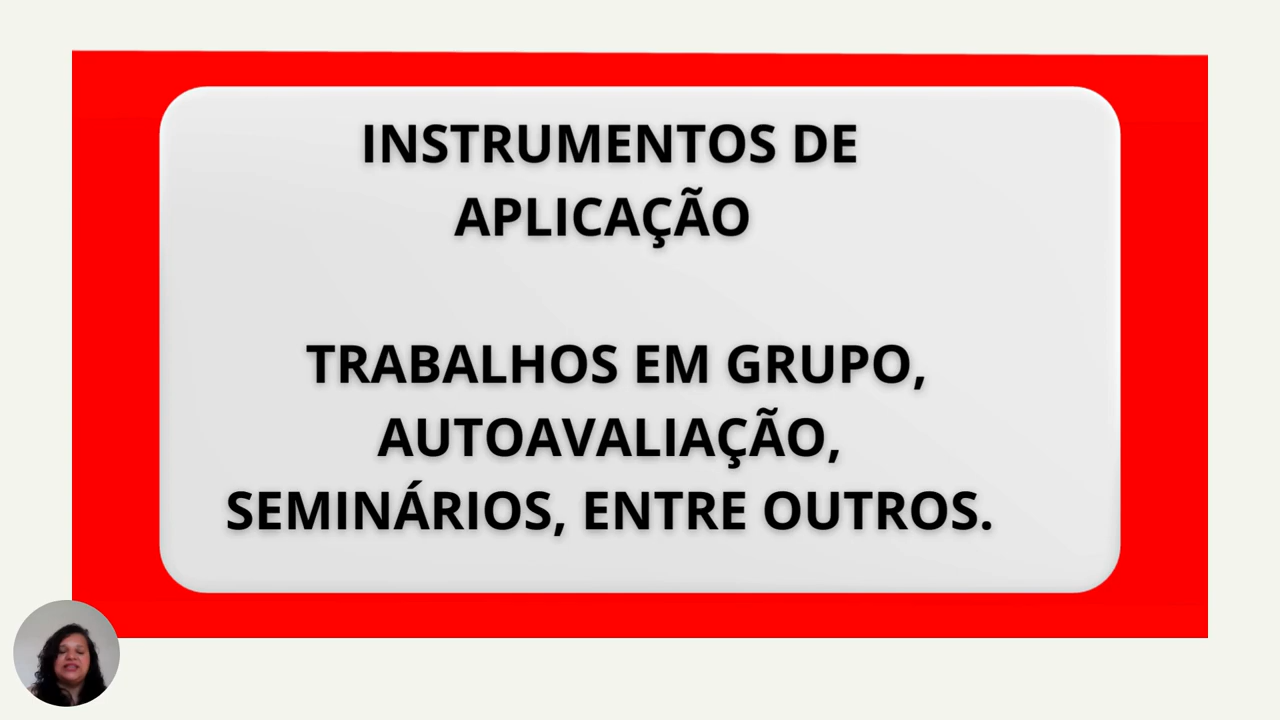 INSTRUMENTOS DE
APLICAÇÃO
TRABALHOS EM GRUPO,
AUTOAVALIAÇÃO,
SEMINÁRIOS, ENTRE OUTROS.